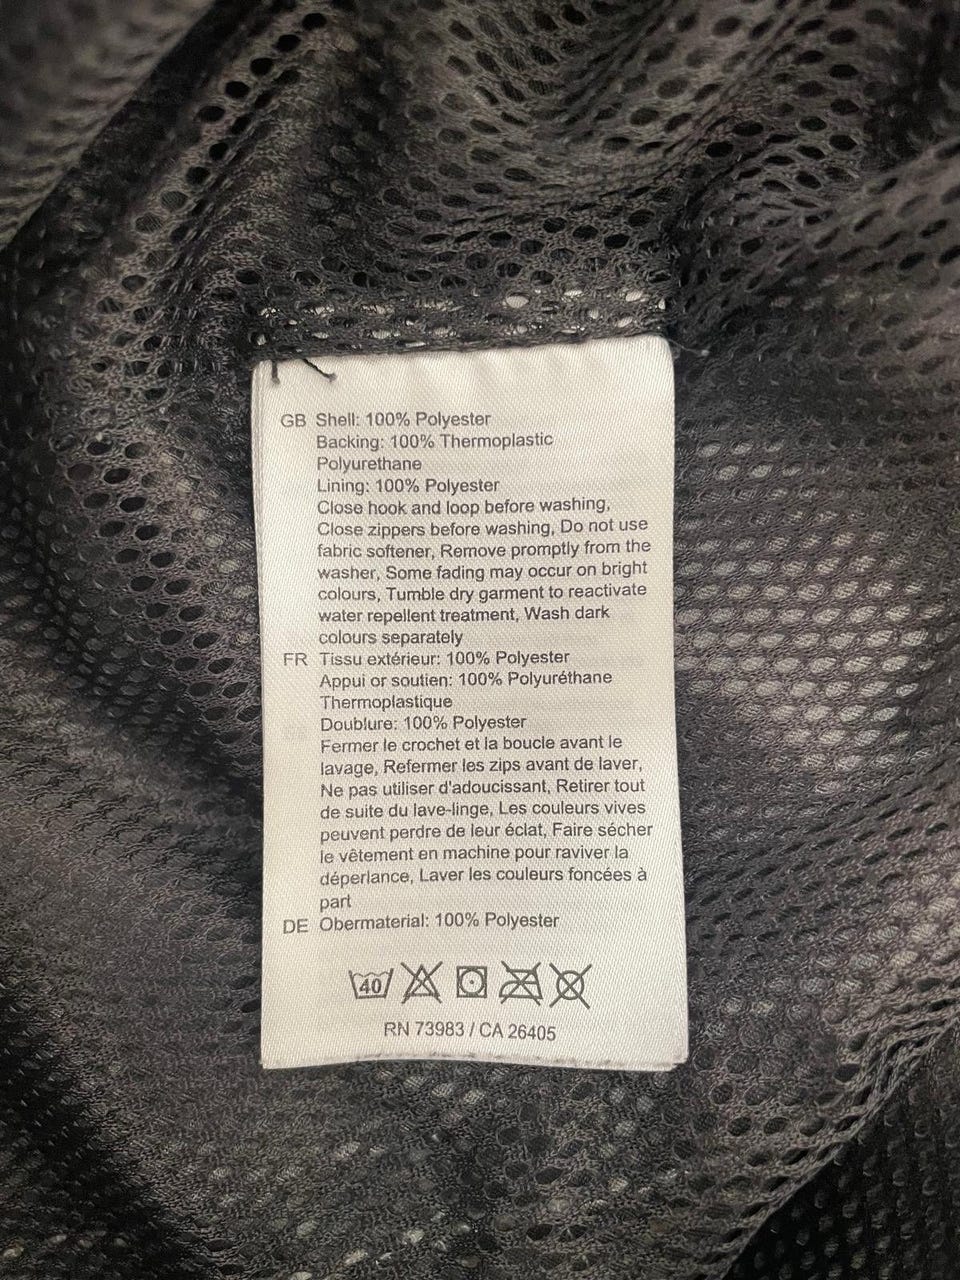 GB Shell: 100% Polyester
Backing: 100% Thermoplastic
Polyurethane
Lining: 100% Polyester
Close hook and loop before washing,
Close zippers before washing, Do not use
fabric softener, Remove promptly from the
washer, Some fading may occur on bright
colours, Tumble dry garment to reactivate
water repellent treatment, Wash dark
colours separately
FR Tissu extérieur: 100% Polyester
Appui or soutien: 100% Polyuréthane
Thermoplastique
Doublure: 100% Polyester
Fermer le crochet et la boucle avant le
lavage, Refermer les zips avant de laver,
Ne pas utiliser d'adoucissant, Retirer tout
de suite du lave-linge, Les couleurs vives
peuvent perdre de leur éclat, Faire sécher
le vêtement en machine pour raviver la
déperlance, Laver les couleurs foncées à
part
DE Obermaterial: 100% Polyester
40
RN 73983 / CA 26405